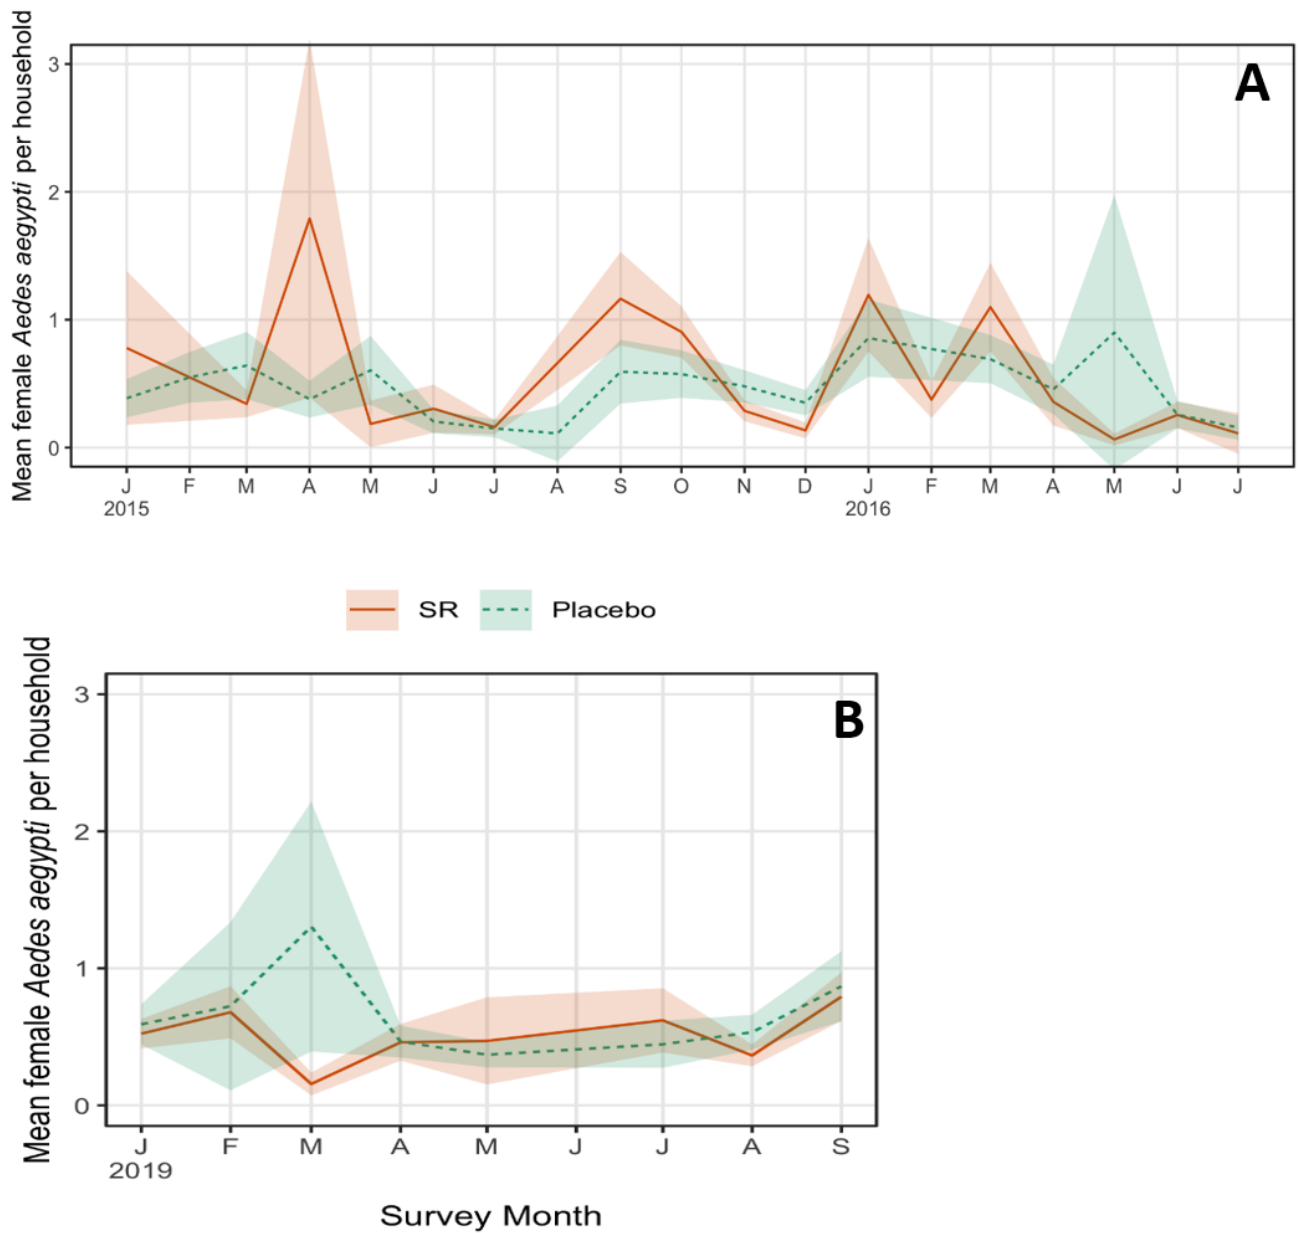 Mean female Aedes aegypti per household
A
3
2
1
0
J F M A M J J A S O N D J F M A M J J
2015 2016
SR Placebo
Mean female Aedes aegypti per household
B
3
2
1
0
J F M A M J J A S
2019
Survey Month